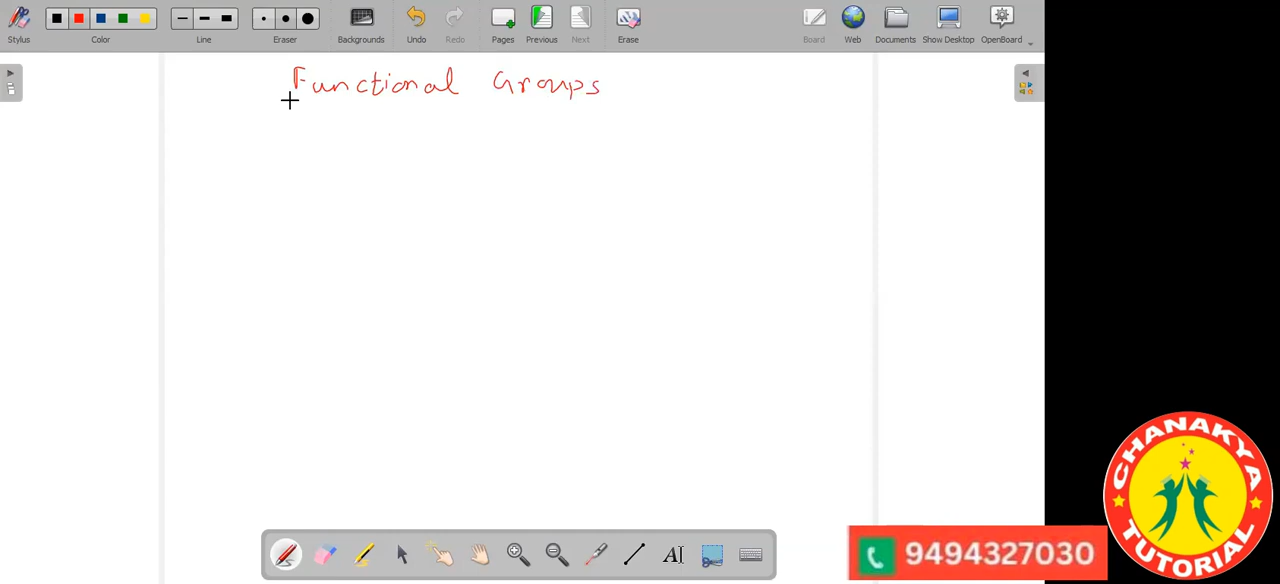 Stylus
Color
Line
Eraser
Backgrounds
Undo
Redo
Pages
Previous
Next
Erase
Board
Web
Documents
Show Desktop
OpenBoard
Functional Groups
AI
CHANAKYA
TUTORIAL
9494327030